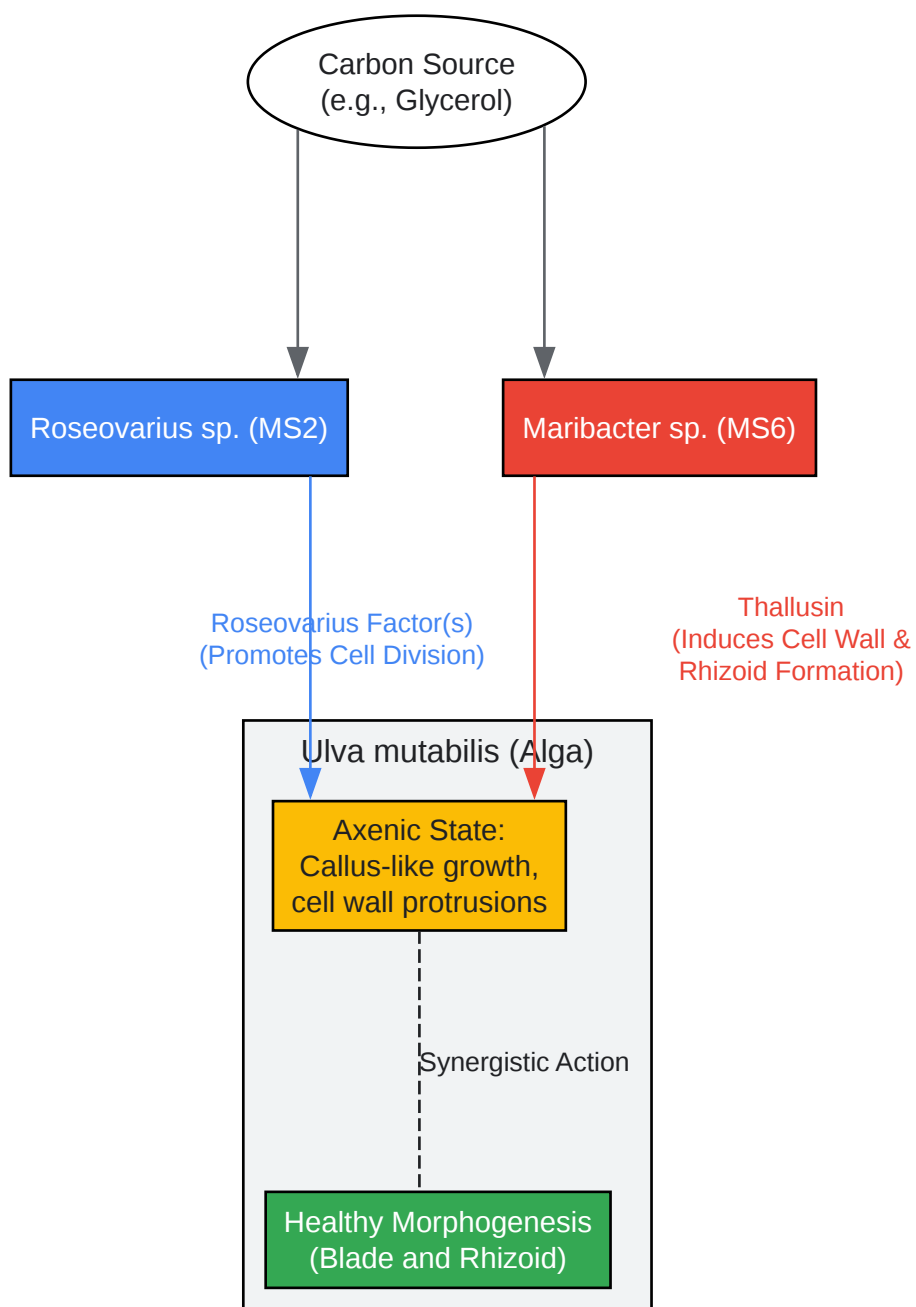 Carbon Source
(e.g., Glycerol)
Roseovarius sp. (MS2)
Maribacter sp. (MS6)
Roseovarius Factor(s)
(Promotes Cell Division)
Thallusin
(Induces Cell Wall &
Rhizoid Formation)
Ulva mutabilis (Alga)
Axenic State:
Callus-like growth,
cell wall protrusions
Synergistic Action
Healthy Morphogenesis
(Blade and Rhizoid)